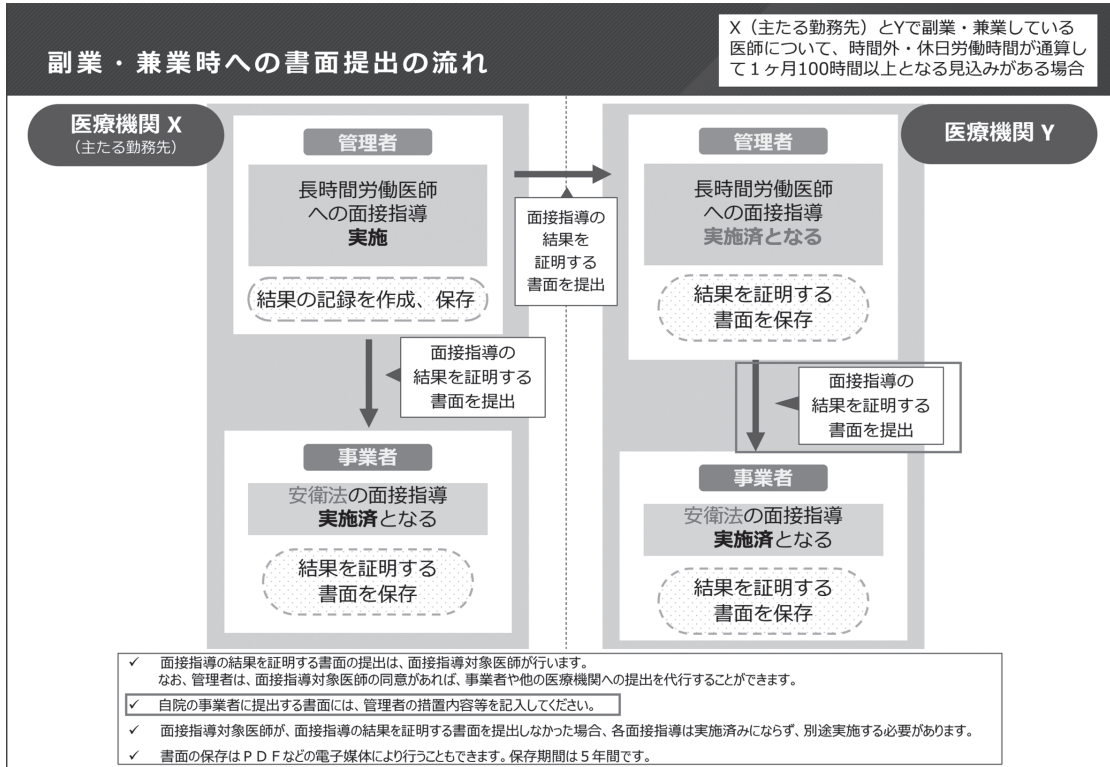 副業・兼業時への書面提出の流れ
X（主たる勤務先）とYで副業・兼業している
医師について、時間外・休日労働時間が通算し
て１ヶ月100時間以上となる見込みがある場合
医療機関 X
（主たる勤務先）
管理者
長時間労働医師
への面接指導
実施
結果の記録を作成、保存
面接指導の
結果を証明する
書面を提出
事業者
安衛法の面接指導
実施済となる
結果を証明する
書面を保存
面接指導の
結果を
証明する
書面を提出
医療機関 Y
管理者
長時間労働医師
への面接指導
実施済となる
結果を証明する
書面を保存
面接指導の
結果を証明する
書面を提出
事業者
安衛法の面接指導
実施済となる
結果を証明する
書面を保存
✓ 面接指導の結果を証明する書面の提出は、面接指導対象医師が行います。
なお、管理者は、面接指導対象医師の同意があれば、事業者や他の医療機関への提出を代行することができます。
✓ 自院の事業者に提出する書面には、管理者の措置内容等を記入してください。
✓ 面接指導対象医師が、面接指導の結果を証明する書面を提出しなかった場合、各面接指導は実施済みにならず、別途実施する必要があります。
✓ 書面の保存はＰＤＦなどの電子媒体により行うこともできます。保存期間は５年間です。